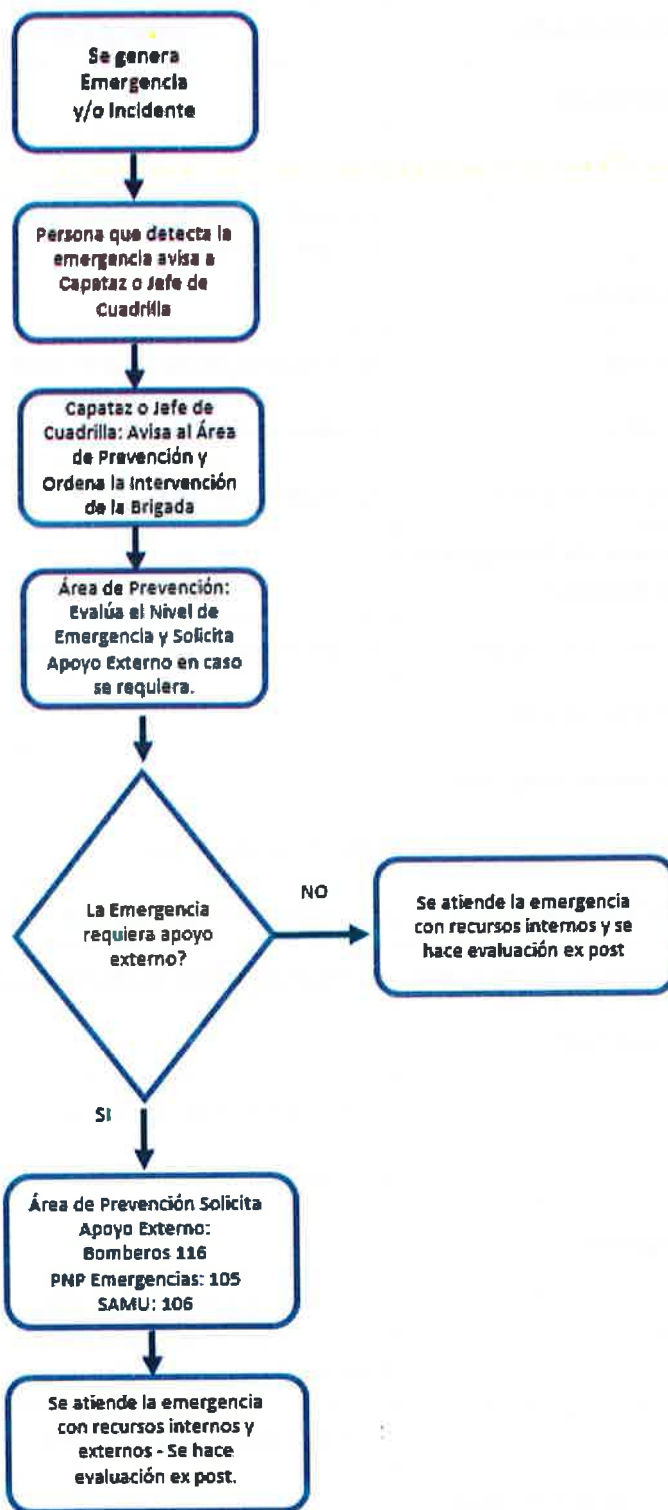 Se genera
Emergencia
y/o Incidente
Persona que detecta la
emergencia avisa a
Capataz o Jefe de
Cuadrilla
Capataz o Jefe de
Cuadrilla: Avisa al Área
de Prevención y
Ordena la Intervención
de la Brigada
Área de Prevención:
Evalúa el Nivel de
Emergencia y Solicita
Apoyo Externo en caso
se requiera.
La Emergencia
requiera apoyo
externo?
NO
Se atiende la emergencia
con recursos internos y se
hace evaluación ex post
SI
Área de Prevención Solicita
Apoyo Externo:
Bomberos 116
PNP Emergencias: 105
SAMU: 106
Se atiende la emergencia
con recursos internos y
externos - Se hace
evaluación ex post.